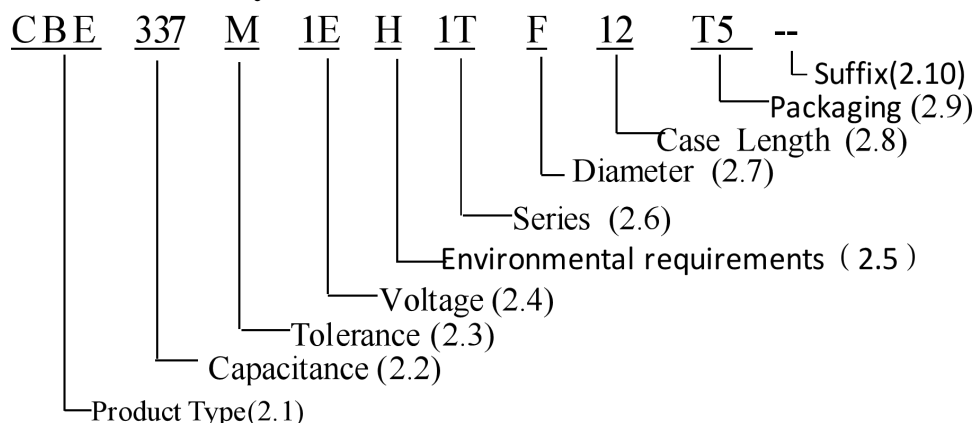 CBE 337 M 1E H 1T F 12 T5 --
Suffix(2.10)
Packaging (2.9)
Case Length (2.8)
Diameter (2.7)
Series (2.6)
Environmental requirements（2.5）
Voltage (2.4)
Tolerance (2.3)
Capacitance (2.2)
Product Type(2.1)